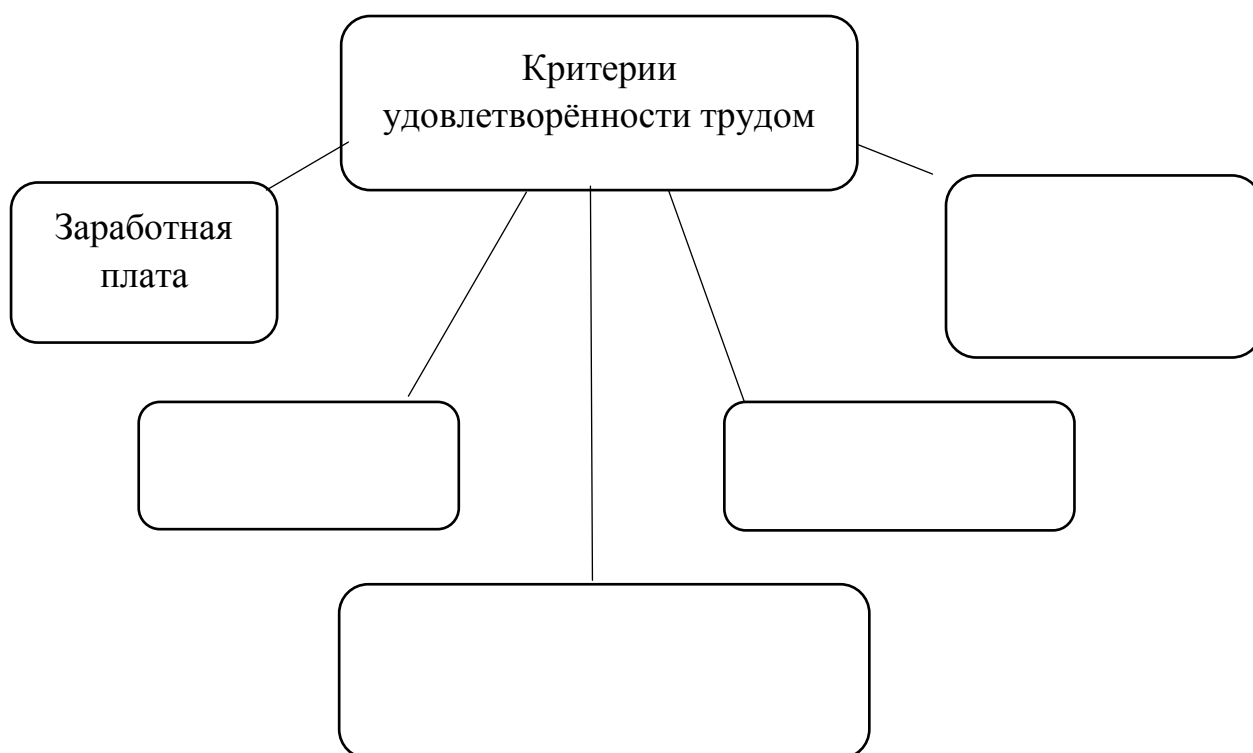 Критерии
удовлетворённости трудом
Заработная
плата